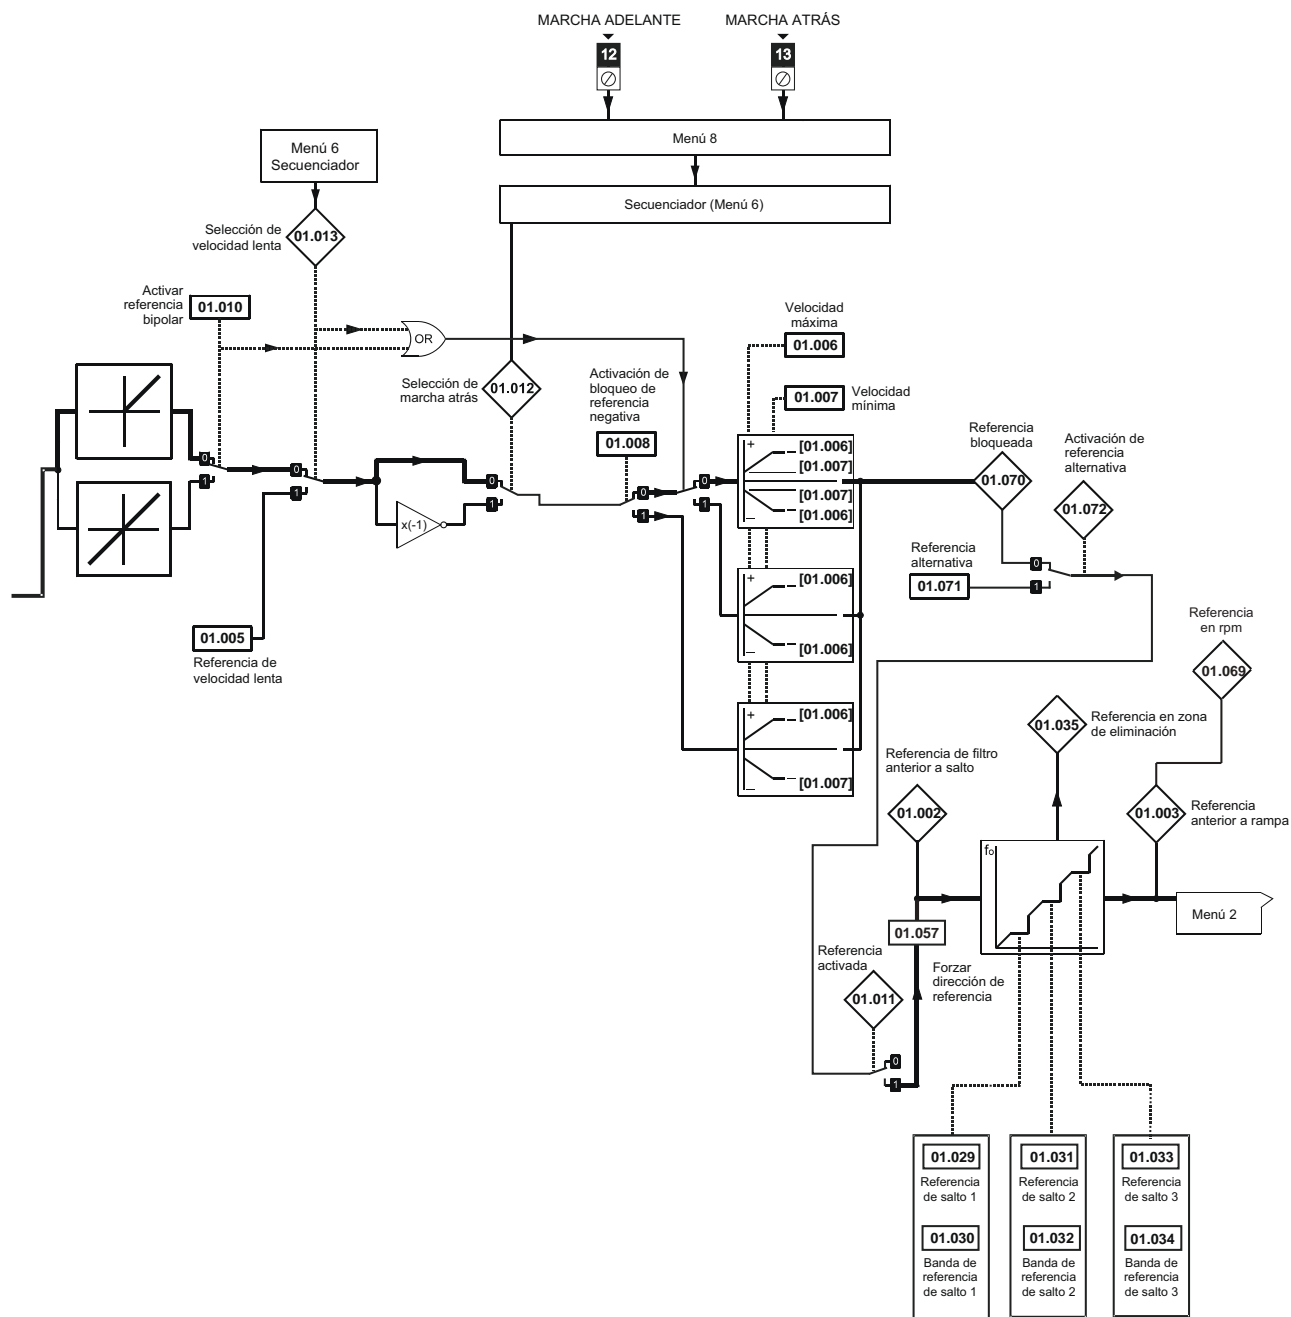 MARCHA ADELANTE
MARCHA ATRÁS
12
13
Menú 8
Menú 6
Secuenciador
Secuenciador (Menú 6)
Selección de
velocidad lenta
01.013
Activar
referencia
bipolar
01.010
OR
Selección de
marcha atrás
01.012
Activación de
bloqueo de
referencia
negativa
01.008
Velocidad
máxima
01.006
01.007
Velocidad
mínima
0
1
0
1
x(-1)
0
1
0
1
0
1
+
[01.006]
[01.007]
[01.007]
[01.006]
–
+
[01.006]
[01.006]
–
+
[01.006]
[01.007]
–
Referencia
bloqueada
01.070
Activación de
referencia
alternativa
01.072
Referencia
alternativa
01.071
0
1
01.005
Referencia de
velocidad lenta
Referencia
en rpm
01.069
01.035
Referencia en zona
de eliminación
Referencia de filtro
anterior a salto
01.002
01.003
Referencia
anterior a rampa
fo
Menú 2
01.057
Forzar
dirección de
referencia
Referencia
activada
01.011
0
1
01.029
Referencia
de salto 1
01.030
Banda de
referencia
de salto 1
01.031
Referencia
de salto 2
01.032
Banda de
referencia
de salto 2
01.033
Referencia
de salto 3
01.034
Banda de
referencia
de salto 3